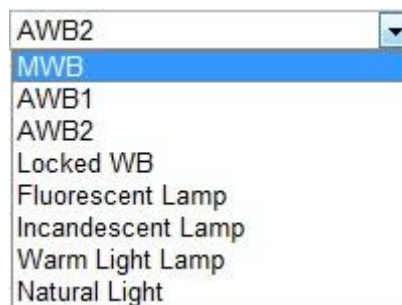 AWB2
MWB
AWB1
AWB2
Locked WB
Fluorescent Lamp
Incandescent Lamp
Warm Light Lamp
Natural Light